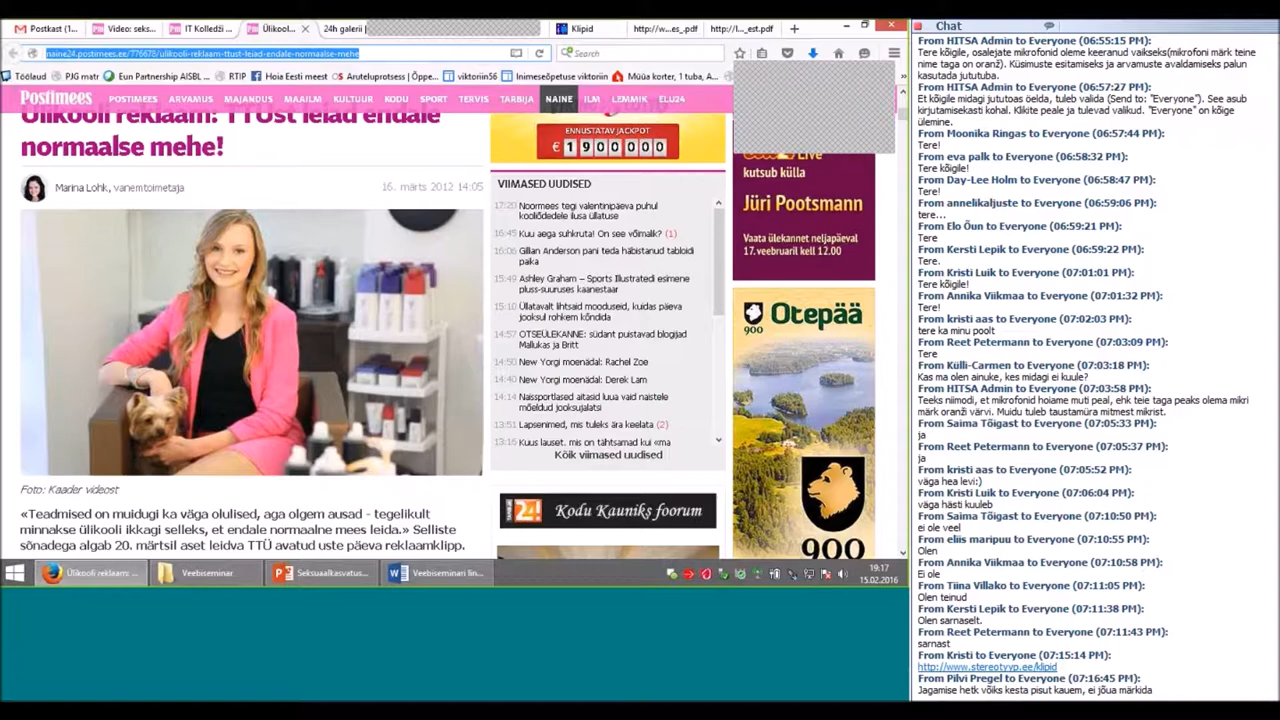 Postkast (1...
Video: seks...
IT Kolledži ...
Ülikool...
24h galerii |
Klipid
http://w...es_.pdf
http://l..._est.pdf
naine24.postimees.ee/776678/ulikooli-reklaam-ttust-leiad-endale-normaalse-mehe
Search
Töölaud
PJG matr
Eun Partnership AISBL ...
RTIP
Hoia Eesti meest
Aruteluprotsess | Õppe...
viktoriin56
Inimeseõpetuse viktoriin
Müüa korter, 1 tuba, A...
Postimees
POSTIMEES ARVAMUS MAJANDUS MAAILM KULTUUR KODU SPORT TERVIS TARBIJA NAINE ILM LEMMIK ELU24
Ülikooli reklaam: TTÜst leiad endale
normaalse mehe!
Marina Lohk, vanemtoimetaja
16. märts 2012 14:05
Foto: Kaader videost
«Teadmised on muidugi ka väga olulised, aga olgem ausad - tegelikult
minnakse ülikooli ikkagi selleks, et endale normaalne mees leida.» Selliste
sõnadega algab 20. märtsil aset leidva TTÜ avatud uste päeva reklaamklipp.
ENNUSTATAV JACKPOT
€ 1900000
VIIMASED UUDISED
17:20 Noormees tegi valentinipäeva puhul
kooliõdedele ilusa üllatuse
16:45 Kuu aega suhkruta! On see võimalik? (1)
16:06 Gillian Anderson pani teda häbistanud tabloidi
paika
15:49 Ashley Graham – Sports Illustratedi esimene
pluss-suuruses kaanestaar
15:10 Üllatavalt lihtsaid mooduseid, kuidas päeva
jooksul rohkem kõndida
14:57 OTSEÜLEKANNE: südant puistavad blogijad
Mallukas ja Britt
14:50 New Yorgi moenädal: Rachel Zoe
14:40 New Yorgi moenädal: Derek Lam
14:14 Naissportlased aitasid luua vaid naistele
mõeldud jooksujalatsi
13:51 Lapsenimed, mis tuleks ära keelata (2)
13:16 Kuus lauset, mis on tähtsamad kui «ma
Kõik viimased uudised
24 Kodu Kauniks foorum
Live
kutsub külla
Jüri Pootsmann
Vaata ülekannet neljapäeval
17. veebruaril kell 12.00
900
Otepää
900
Ülikooli reklaam: ...
Veebiseminar
Seksuaalkasvatus...
Veebiseminari lin...
19:17
15.02.2016
Chat
From HITSA Admin to Everyone (06:55:15 PM):
Tere kõigile, osalejate mikrofonid oleme keeranud vaikseks(mikrofoni märk teine
nime taga on oranž). Küsimuste esitamiseks ja arvamuste avaldamiseks palun
kasutada jututuba.
From HITSA Admin to Everyone (06:57:27 PM):
Et kõigile midagi jututoas öelda, tuleb valida (Send to: "Everyone"). See asub
kirjutamisekasti kohal. Klikite peale ja tulevad valikud. "Everyone" on kõige
ülemine.
From Moonika Ringas to Everyone (06:57:44 PM):
Tere!
From eva palk to Everyone (06:58:32 PM):
Tere kõigile!
From Day-Lee Holm to Everyone (06:58:47 PM):
Tere!
From annelikaljuste to Everyone (06:59:06 PM):
tere...
From Elo Õun to Everyone (06:59:21 PM):
Tere
From Kersti Lepik to Everyone (06:59:22 PM):
Tere.
From Kristi Luik to Everyone (07:01:01 PM):
Tere kõigile!
From Annika Viikmaa to Everyone (07:01:32 PM):
Tere!
From kristi aas to Everyone (07:02:03 PM):
tere ka minu poolt
From Reet Petermann to Everyone (07:03:09 PM):
Tere
From Külli-Carmen to Everyone (07:03:18 PM):
Kas ma olen ainuke, kes midagi ei kuule?
From HITSA Admin to Everyone (07:03:58 PM):
Teeks niimodi, et mikrofonid hoiame muti peal, ehk teie taga peaks olema mikri
märk oranži värvi. Muidu tuleb taustamüra mitmest mikrist.
From Saima Tõigast to Everyone (07:05:33 PM):
ja
From Reet Petermann to Everyone (07:05:37 PM):
ja
From kristi aas to Everyone (07:05:52 PM):
väga hea levi:)
From Kristi Luik to Everyone (07:06:04 PM):
väga hästi kuuleb
From Saima Tõigast to Everyone (07:10:50 PM):
ei ole veel
From eliis maripuu to Everyone (07:10:55 PM):
Olen
From Annika Viikmaa to Everyone (07:10:58 PM):
Ei ole
From Tiina Villako to Everyone (07:11:05 PM):
Olen teinud
From Kersti Lepik to Everyone (07:11:38 PM):
Olen sarnaselt.
From Reet Petermann to Everyone (07:11:43 PM):
sarnast
From Kristi to Everyone (07:15:14 PM):
http://www.stereotyyp.ee/klipid
From Pilvi Pregel to Everyone (07:16:45 PM):
Jagamise hetk võiks kesta pisut kauem, ei jõua märkida